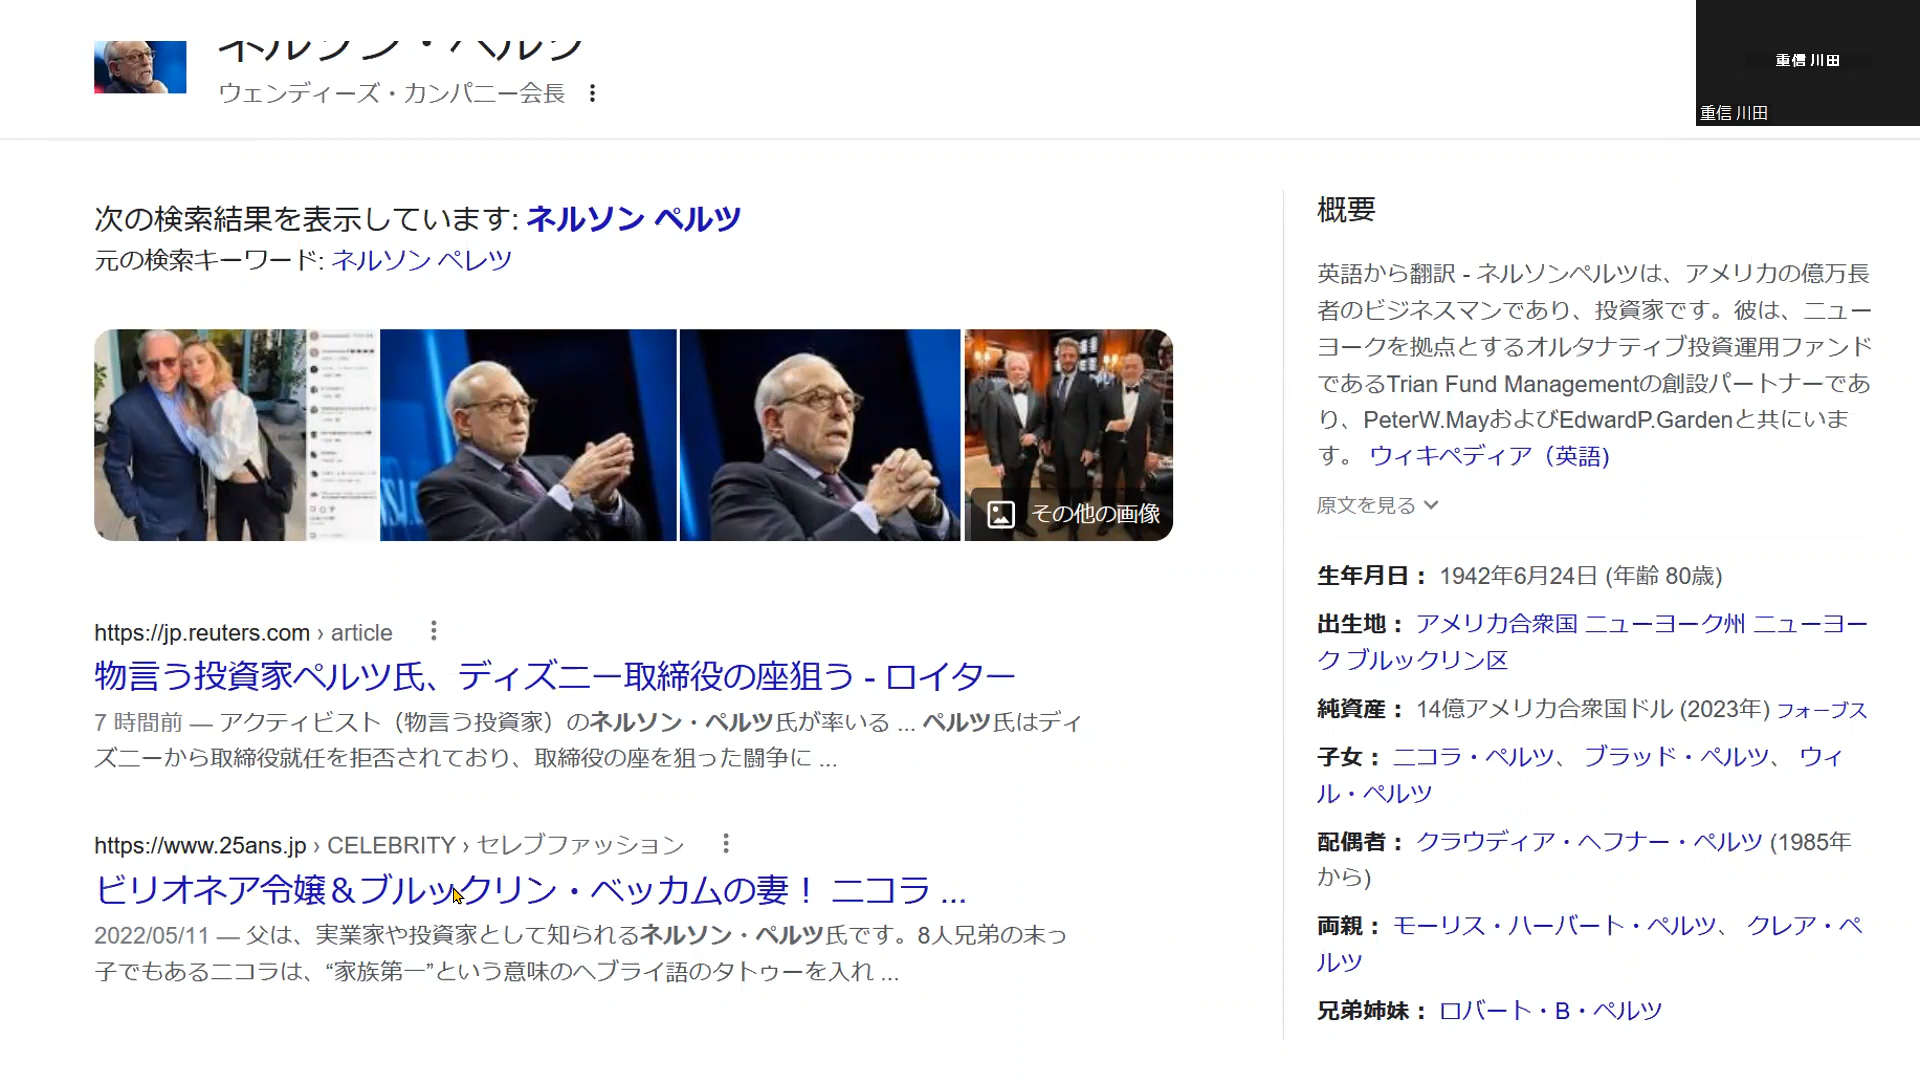 ネルソン・ペルツ
ウェンディーズ・カンパニー会長
重信 川田
重信 川田
次の検索結果を表示しています: ネルソン ペルツ
元の検索キーワード: ネルソン ペレツ
その他の画像
https://jp.reuters.com › article
物言う投資家ペルツ氏、ディズニー取締役の座狙う - ロイター
7 時間前 — アクティビスト（物言う投資家）のネルソン・ペルツ氏が率いる ... ペルツ氏はディ
ズニーから取締役就任を拒否されており、取締役の座を狙った闘争に ...
https://www.25ans.jp › CELEBRITY › セレブファッション
ビリオネア令嬢＆ブルックリン・ベッカムの妻！ ニコラ ...
2022/05/11 — 父は、実業家や投資家として知られるネルソン・ペルツ氏です。8人兄弟の末っ
子でもあるニコラは、“家族第一”という意味のヘブライ語のタトゥーを入れ ...
概要
英語から翻訳 - ネルソンペルツは、アメリカの億万長
者のビジネスマンであり、投資家です。彼は、ニュー
ヨークを拠点とするオルタナティブ投資運用ファンド
であるTrian Fund Managementの創設パートナーであ
り、PeterW.MayおよびEdwardP.Gardenと共にいま
す。 ウィキペディア（英語)
原文を見る
生年月日： 1942年6月24日 (年齢 80歳)
出生地： アメリカ合衆国 ニューヨーク州 ニューヨー
ク ブルックリン区
純資産： 14億アメリカ合衆国ドル (2023年) フォーブス
子女： ニコラ・ペルツ、 ブラッド・ペルツ、 ウィ
ル・ペルツ
配偶者： クラウディア・ヘフナー・ペルツ (1985年
から)
両親： モーリス・ハーバート・ペルツ、 クレア・ペ
ルツ
兄弟姉妹： ロバート・B・ペルツ